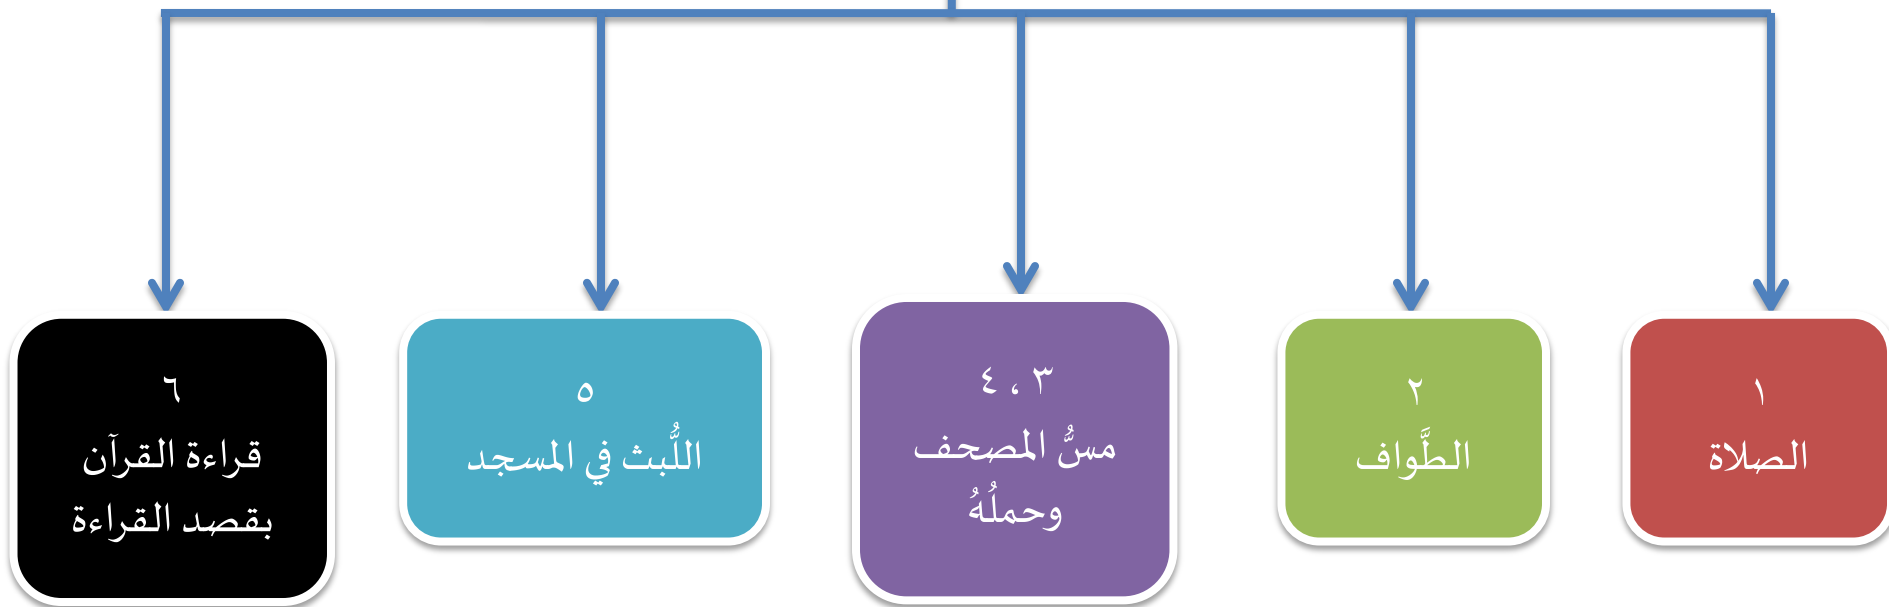 ١
الصلاة
٢
الطَّواف
٣ ، ٤
مسُّ المصحف
وحملُهُ
٥
اللُّبث في المسجد
٦
قراءة القرآن
بقصد القراءة